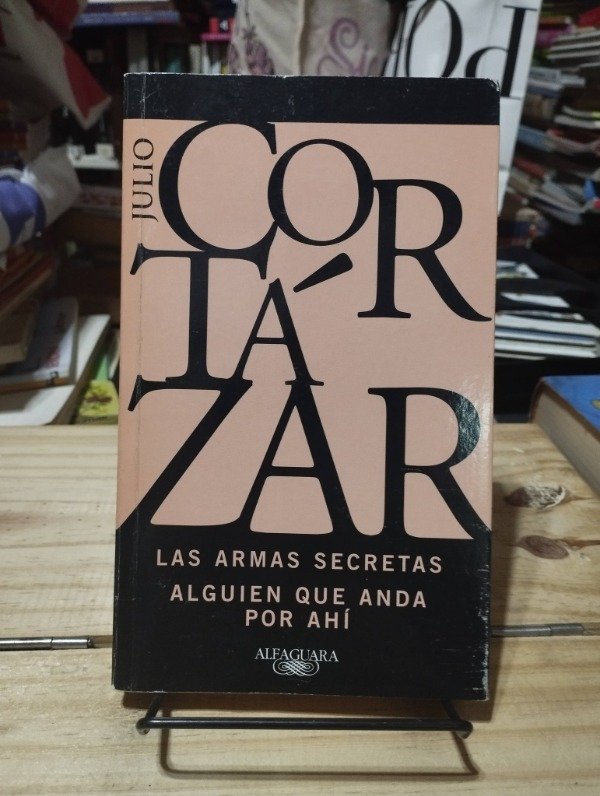 JULIO
COR
TÁ
ZAR
LAS ARMAS SECRETAS
ALGUIEN QUE ANDA
POR AHÍ
ALFAGUARA